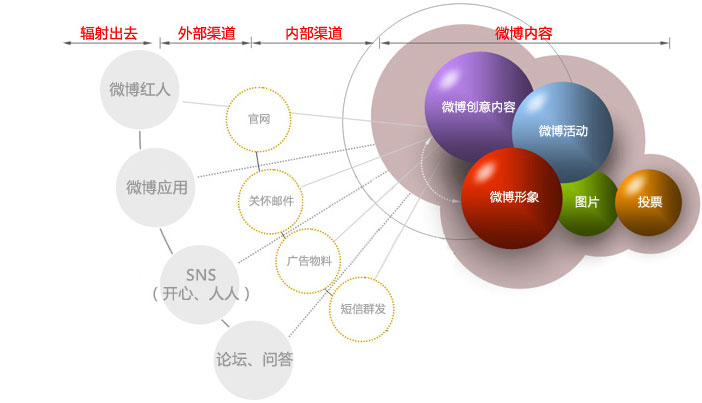 辐射出去
外部渠道
内部渠道
微博内容
微博红人
微博应用
SNS
（开心、人人）
论坛、问答
官网
关怀邮件
广告物料
短信群发
微博创意内容
微博活动
微博形象
图片
投票